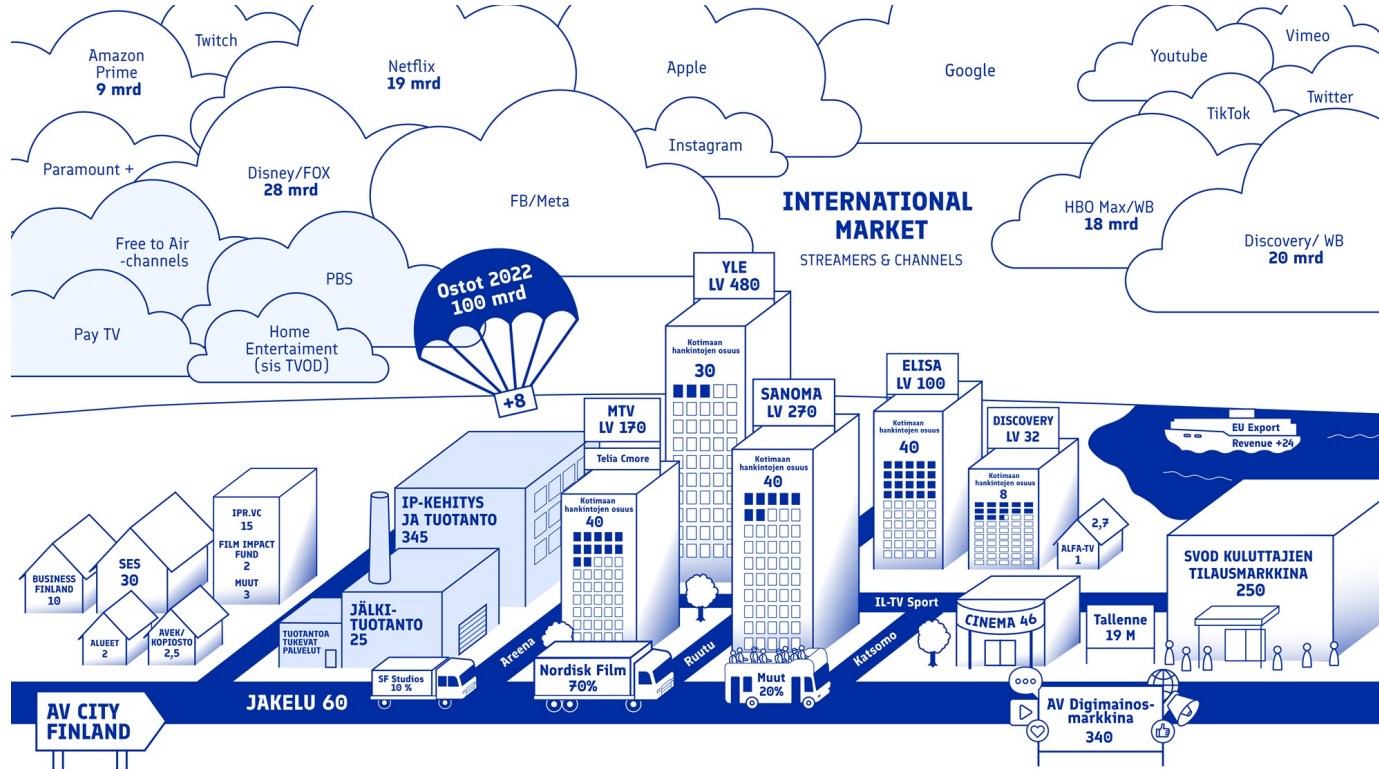 Amazon
Prime
9 mrd
Twitch
Netflix
19 mrd
Apple
Google
Youtube
Vimeo
TikTok
Twitter
Paramount +
Disney/FOX
28 mrd
Instagram
FB/Meta
INTERNATIONAL
MARKET
STREAMERS & CHANNELS
HBO Max/WB
18 mrd
Discovery/ WB
20 mrd
Free to Air
-channels
PBS
Pay TV
Home
Entertaiment
(sis TVOD)
Ostot 2022
100 mrd
+8
YLE
LV 480
Kotimaan
hankintojen osuus
30
MTV
LV 170
Telia Cmore
Kotimaan
hankintojen osuus
40
SANOMA
LV 270
Kotimaan
hankintojen osuus
40
ELISA
LV 100
Kotimaan
hankintojen osuus
40
DISCOVERY
LV 32
Kotimaan
hankintojen osuus
8
EU Export
Revenue +24
2,7
ALFA-TV
1
BUSINESS
FINLAND
10
SES
30
IPR.VC
15
FILM IMPACT
FUND
2
MUUT
3
ALUEET
2
AVEK/
KOPIOSTO
2,5
IP-KEHITYS
JA TUOTANTO
345
JÄLKI-
TUOTANTO
25
TUOTANTOA
TUKEVAT
PALVELUT
SVOD KULUTTAJIEN
TILAUSMARKKINA
250
IL-TV Sport
CINEMA 46
Tallenne
19 M
Areena
Ruutu
Katsomo
SF Studios
10 %
Nordisk Film
70%
Muut
20%
JAKELU 60
AV CITY
FINLAND
AV Digimainos-
markkina
340